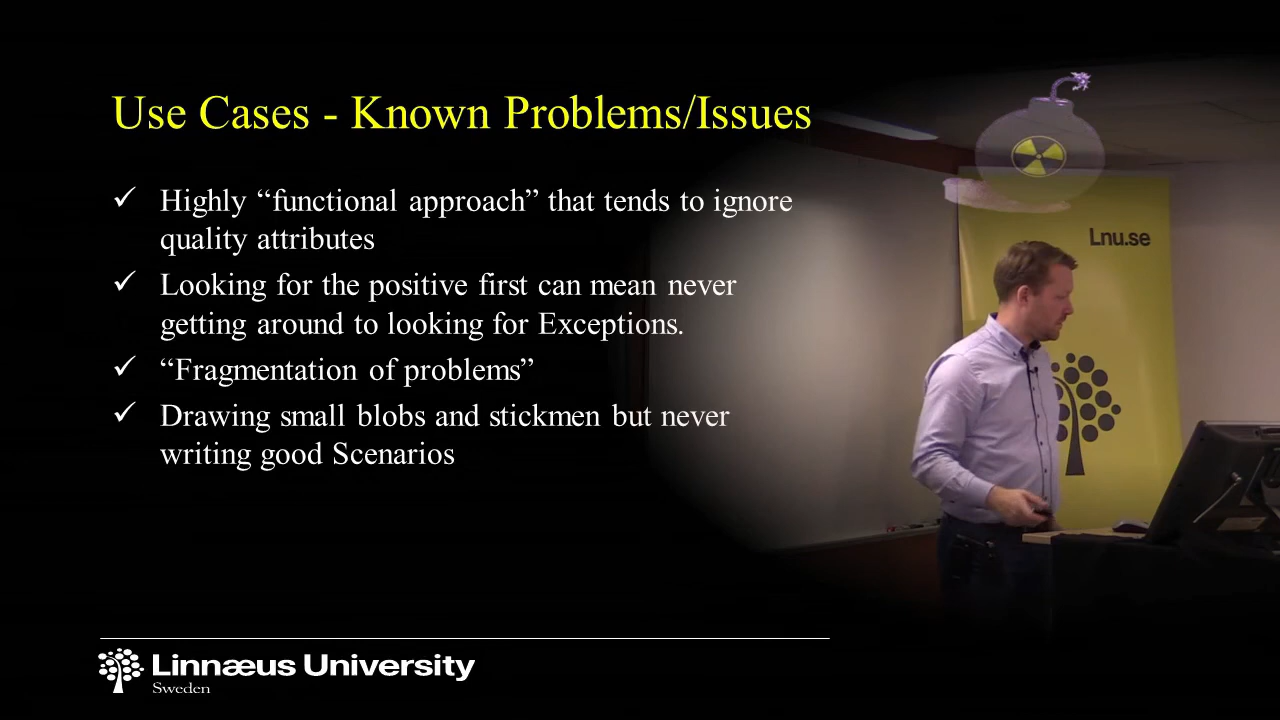 Use Cases - Known Problems/Issues
✓ Highly “functional approach” that tends to ignore
quality attributes
✓ Looking for the positive first can mean never
getting around to looking for Exceptions.
✓ “Fragmentation of problems”
✓ Drawing small blobs and stickmen but never
writing good Scenarios
Lnu.se
Linnæus University
Sweden